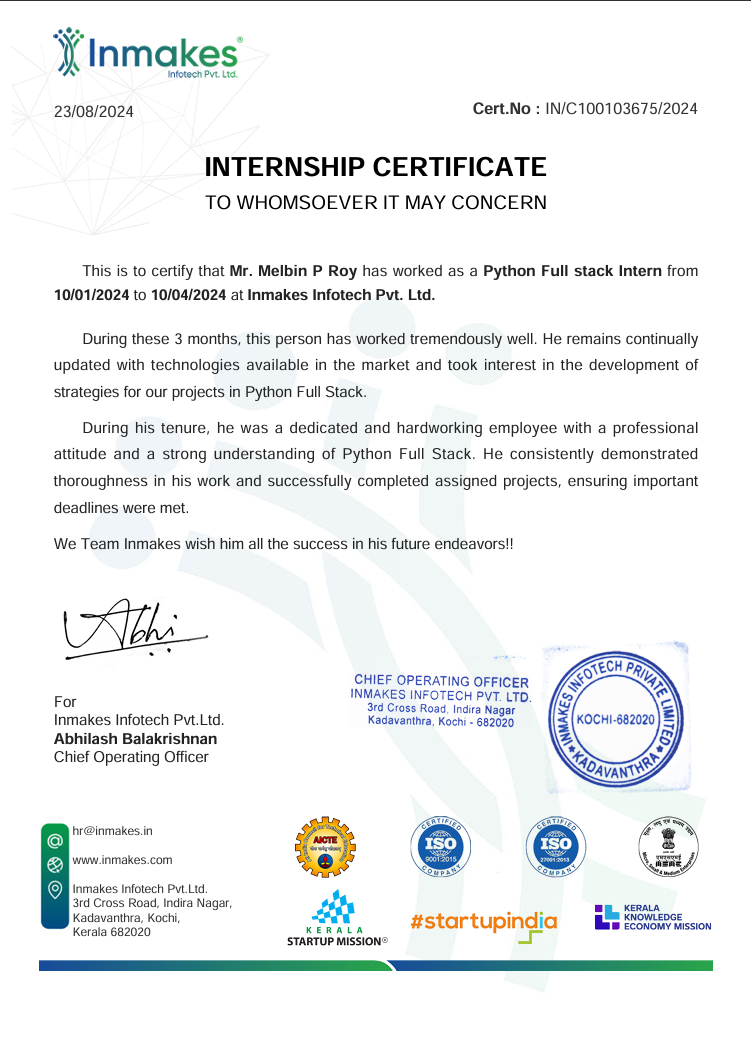 Inmakes®
Infotech Pvt. Ltd.
23/08/2024
Cert.No : IN/C100103675/2024
INTERNSHIP CERTIFICATE
TO WHOMSOEVER IT MAY CONCERN
This is to certify that Mr. Melbin P Roy has worked as a Python Full stack Intern from
10/01/2024 to 10/04/2024 at Inmakes Infotech Pvt. Ltd.
During these 3 months, this person has worked tremendously well. He remains continually
updated with technologies available in the market and took interest in the development of
strategies for our projects in Python Full Stack.
During his tenure, he was a dedicated and hardworking employee with a professional
attitude and a strong understanding of Python Full Stack. He consistently demonstrated
thoroughness in his work and successfully completed assigned projects, ensuring important
deadlines were met.
We Team Inmakes wish him all the success in his future endeavors!!
Abhi
CHIEF OPERATING OFFICER
INMAKES INFOTECH PVT. LTD.
3rd Cross Road, Indira Nagar
Kadavanthra, Kochi - 682020
INMAKES INFOTECH PRIVATE LIMITED
KOCHI-682020
★ KADAVANTHRA ★
For
Inmakes Infotech Pvt.Ltd.
Abhilash Balakrishnan
Chief Operating Officer
hr@inmakes.in
www.inmakes.com
Inmakes Infotech Pvt.Ltd.
3rd Cross Road, Indira Nagar,
Kadavanthra, Kochi,
Kerala 682020
AICTE
CERTIFIED
ISO
9001:2015
COMPANY
CERTIFIED
ISO
27001:2013
COMPANY
Micro, Small & Medium Enterprises
KERALA
STARTUP MISSION®
#startupindia
KERALA
KNOWLEDGE
ECONOMY MISSION